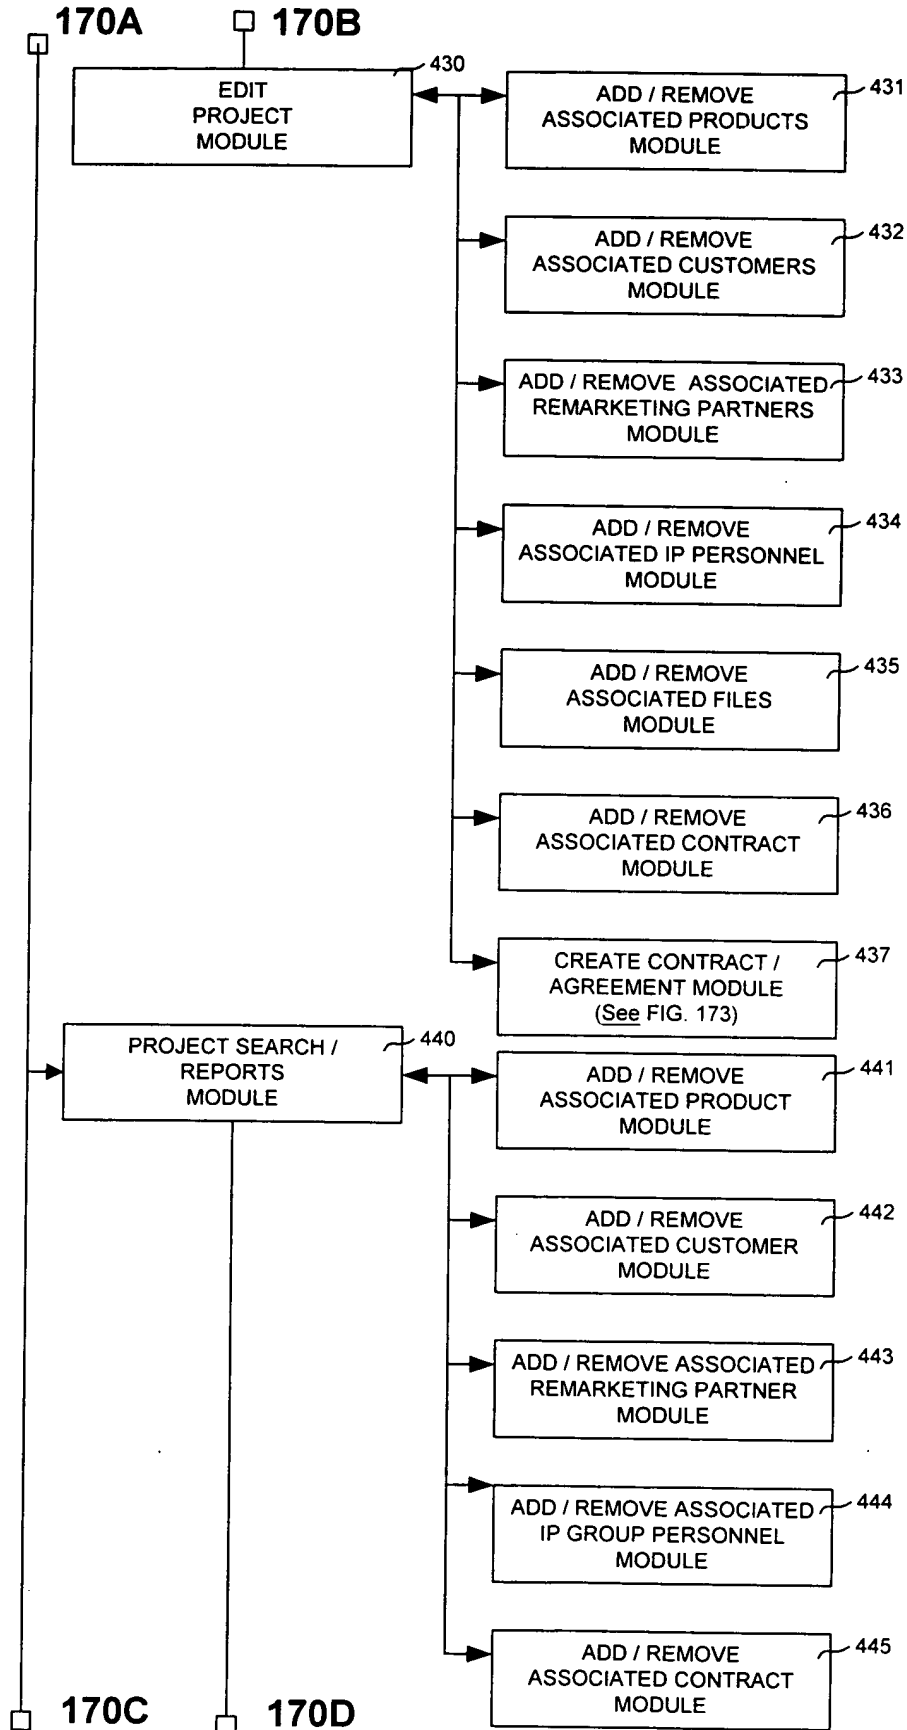 170A
170B
430
EDIT
PROJECT
MODULE
431
ADD / REMOVE
ASSOCIATED PRODUCTS
MODULE
432
ADD / REMOVE
ASSOCIATED CUSTOMERS
MODULE
433
ADD / REMOVE ASSOCIATED
REMARKETING PARTNERS
MODULE
434
ADD / REMOVE
ASSOCIATED IP PERSONNEL
MODULE
435
ADD / REMOVE
ASSOCIATED FILES
MODULE
436
ADD / REMOVE
ASSOCIATED CONTRACT
MODULE
437
CREATE CONTRACT /
AGREEMENT MODULE
(See FIG. 173)
440
PROJECT SEARCH /
REPORTS
MODULE
441
ADD / REMOVE
ASSOCIATED PRODUCT
MODULE
442
ADD / REMOVE
ASSOCIATED CUSTOMER
MODULE
443
ADD / REMOVE ASSOCIATED
REMARKETING PARTNER
MODULE
444
ADD / REMOVE ASSOCIATED
IP GROUP PERSONNEL
MODULE
445
ADD / REMOVE
ASSOCIATED CONTRACT
MODULE
170C
170D